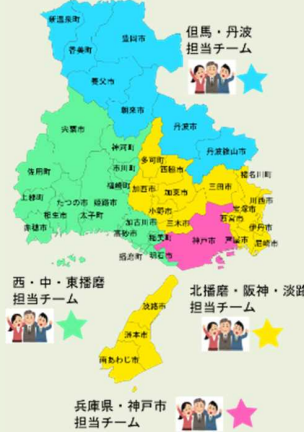 新温泉町
香美町
豊岡市
養父市
朝来市
但馬・丹波
担当チーム
宍粟市
丹波市
神河町
多可町
丹波篠山市
佐用町
市川町
西脇市
猪名川町
福崎町
加西市
加東市
三田市
上郡町
たつの市
姫路市
川西市
宝塚市
相生市
太子町
小野市
三木市
西宮市
伊丹市
赤穂市
加古川市
高砂市
神戸市
芦屋市
尼崎市
稲美町
播磨町
明石市
西・中・東播磨
担当チーム
北播磨・阪神・淡路
担当チーム
淡路市
洲本市
南あわじ市
兵庫県・神戸市
担当チーム